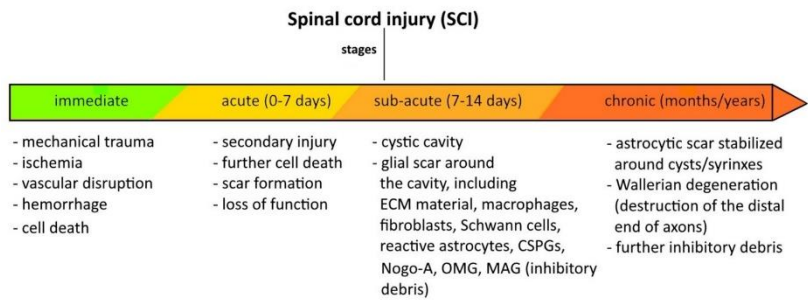 Spinal cord injury (SCI)
stages
immediate
acute (0-7 days)
sub-acute (7-14 days)
chronic (months/years)
- mechanical trauma
- ischemia
- vascular disruption
- hemorrhage
- cell death
- secondary injury
- further cell death
- scar formation
- loss of function
- cystic cavity
- glial scar around
the cavity, including
ECM material, macrophages,
fibroblasts, Schwann cells,
reactive astrocytes, CSPGs,
Nogo-A, OMG, MAG (inhibitory
debris)
- astrocytic scar stabilized
around cysts/syrinxes
- Wallerian degeneration
(destruction of the distal
end of axons)
- further inhibitory debris